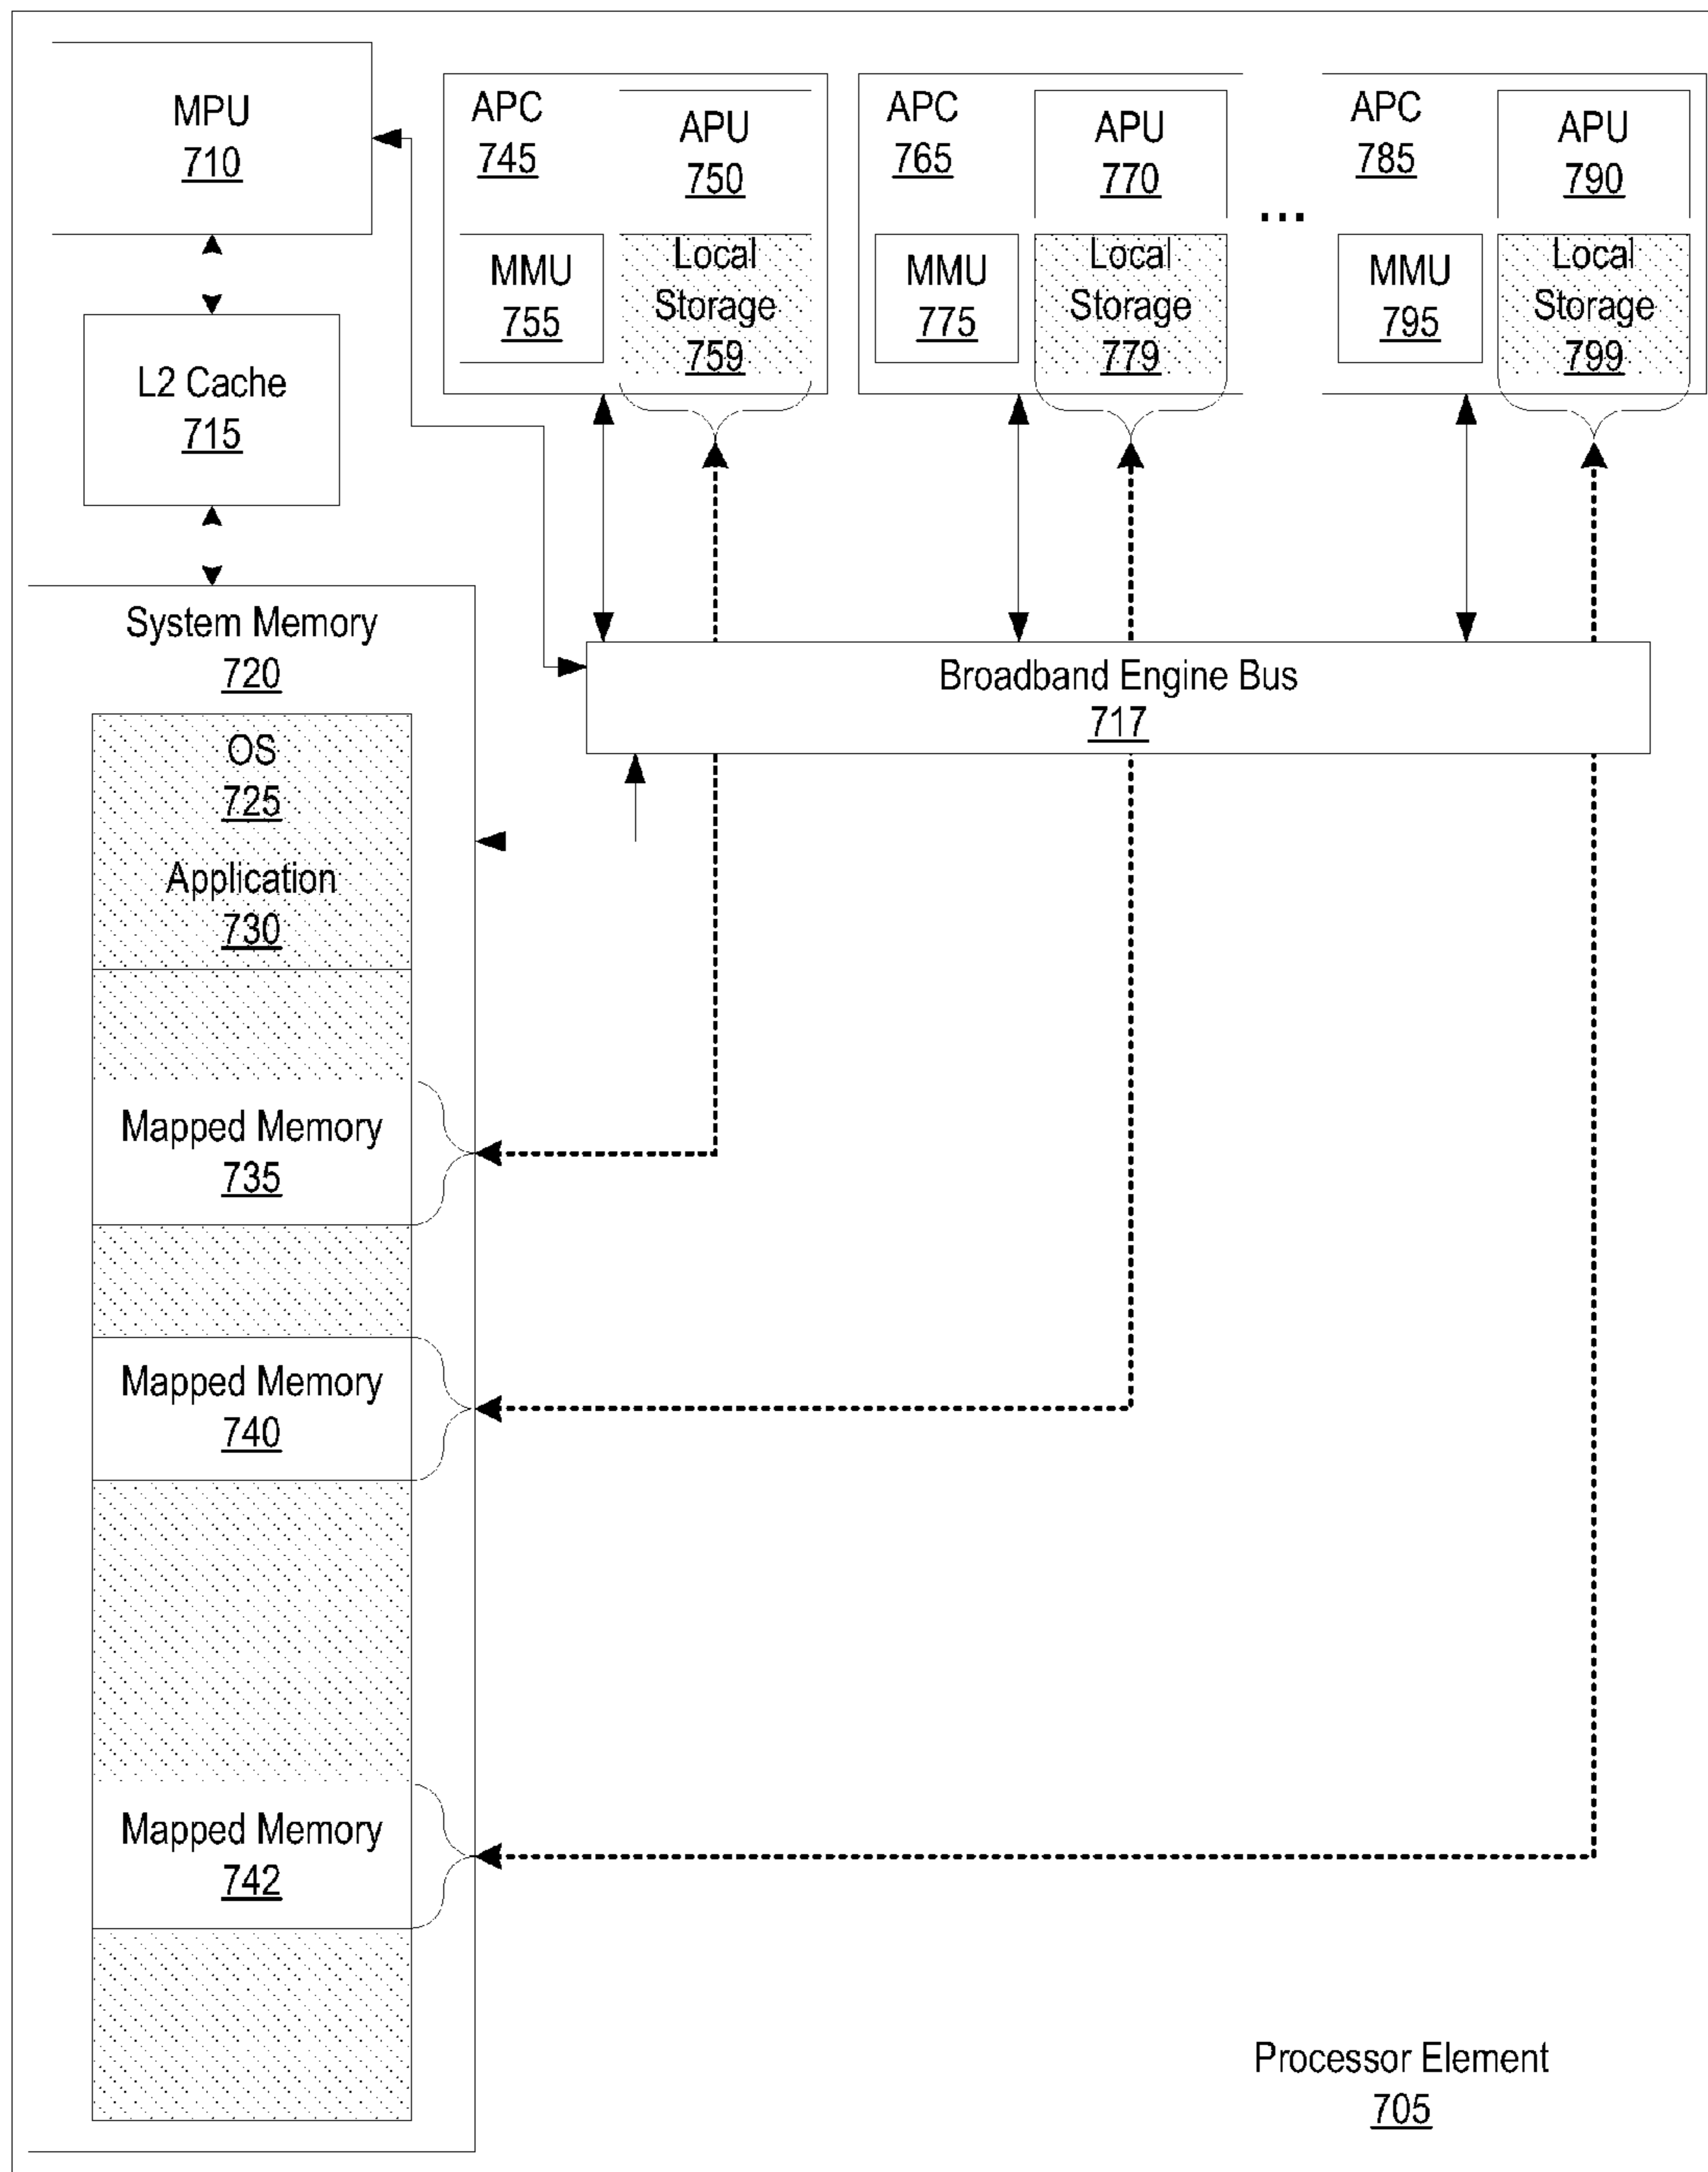 MPU
710
L2 Cache
715
APC
745
APU
750
MMU
755
Local
Storage
759
APC
765
APU
770
MMU
775
Local
Storage
779
...
APC
785
APU
790
MMU
795
Local
Storage
799
Broadband Engine Bus
717
System Memory
720
OS
725
Application
730
Mapped Memory
735
Mapped Memory
740
Mapped Memory
742
Processor Element
705